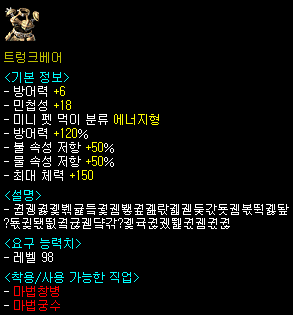 트렁크베어
<기본 정보>
- 방어력 +6
- 민첩성 +18
- 미니 펫 먹이 분류 에너지형
- 방어력 +120%
- 불 속성 저항 +50%
- 물 속성 저항 +50%
- 최대 체력 +150
<설명>
<요구 능력치>
- 레벨 98
<착용/사용 가능한 직업>
- 마법창병
- 마법궁수